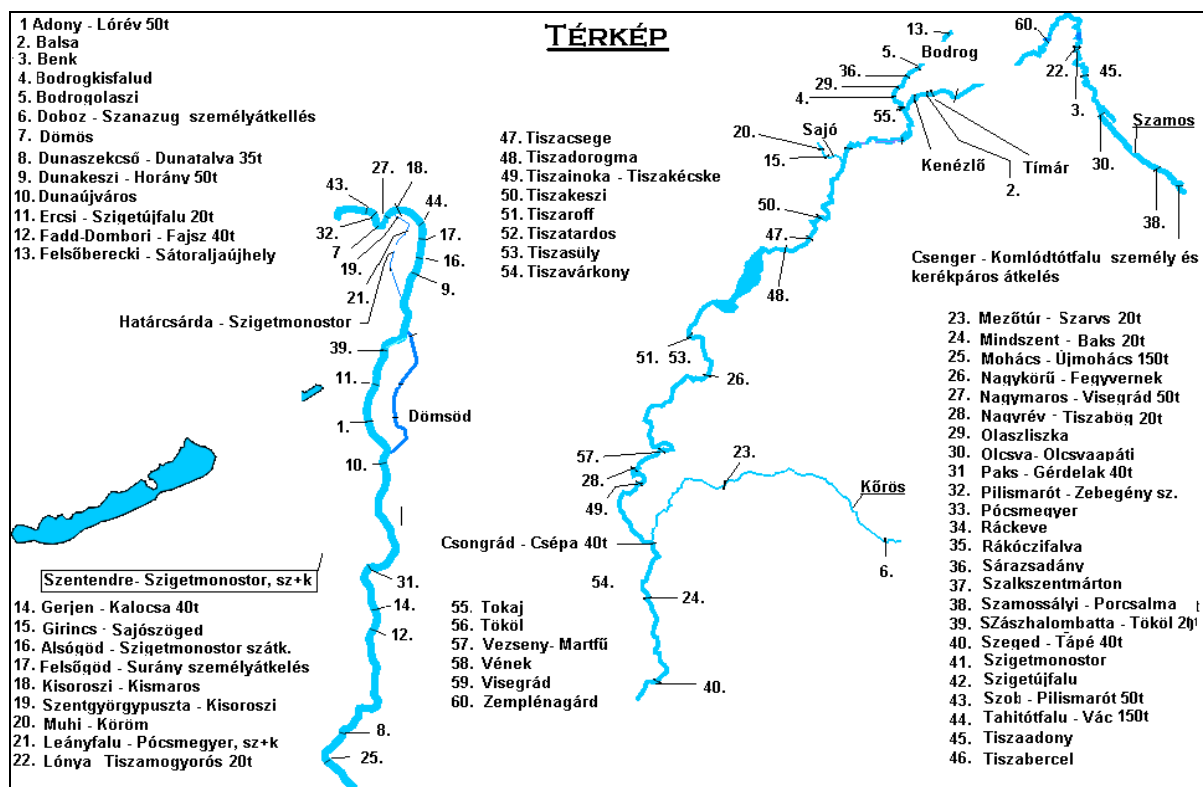 TÉRKÉP
1 Adony - Lórév 50t
2. Balsa
3. Benk
4. Bodrogkisfalud
5. Bodrogolaszi
6. Doboz - Szanazug személyátkellés
7. Dömös
8. Dunaszekcső - Dunatalva 35t
9. Dunakeszi - Horány 50t
10. Dunaújváros
11. Ercsi - Szigetújfalu 20t
12. Fadd-Dombori - Fajsz 40t
13. Felsőberecki - Sátoraljaújhely
Határcsárda - Szigetmonostor
Szentendre- Szigetmonostor, sz+k
14. Gerjen - Kalocsa 40t
15. Girincs - Sajószöged
16. Alsógöd - Szigetmonostor szátk.
17. Felsőgöd - Surány személyátkelés
18. Kisoroszi - Kismaros
19. Szentgyörgypuszta - Kisoroszi
20. Muhi - Köröm
21. Leányfalu - Pócsmegyer, sz+k
22. Lónya Tiszamogyorós 20t
43.
27.
18.
44.
32.
7
17.
19.
16.
21.
9.
39.
11.
Dömsöd
1.
10.
31.
14.
12.
8.
25.
47. Tiszacsege
48. Tiszadorogma
49. Tiszainoka - Tiszakécske
50. Tiszakeszi
51. Tiszaroff
52. Tiszatardos
53. Tiszasüly
54. Tiszavárkony
Csongrád - Csépa 40t
55. Tokaj
56. Tököl
57. Vezseny- Martfű
58. Vének
59. Visegrád
60. Zemplénagárd
13.
Bodrog
5.
36.
29.
4.
55.
Sajó
20.
15.
Kenézlő
Tímár
2.
50.
47.
48.
51. 53.
26.
57.
28.
49.
23.
Kőrös
6.
54.
24.
40.
60.
22.
45.
3.
Szamos
30.
38.
Csenger - Komlódtótfalu személy és
kerékpáros átkelés
23. Mezőtúr - Szarvs 20t
24. Mindszent - Baks 20t
25. Mohács - Újmohács 150t
26. Nagykörű - Fegyvernek
27. Nagymaros - Visegrád 50t
28. Nagyrév - Tiszabög 20t
29. Olaszliszka
30. Olcsva- Olcsvaapáti
31 Paks - Gérdelak 40t
32. Pilismarót - Zebegény sz.
33. Pócsmegyer
34. Ráckeve
35. Rákóczifalva
36. Sárazsadány
37. Szalkszentmárton
38. Szamossályi - Porcsalma t
39. SZászhalombatta - Tököl 20t
40. Szeged - Tápé 40t
41. Szigetmonostor
42. Szigetújfalu
43. Szob - Pilismarót 50t
44. Tahitótfalu - Vác 150t
45. Tiszaadony
46. Tiszabercel